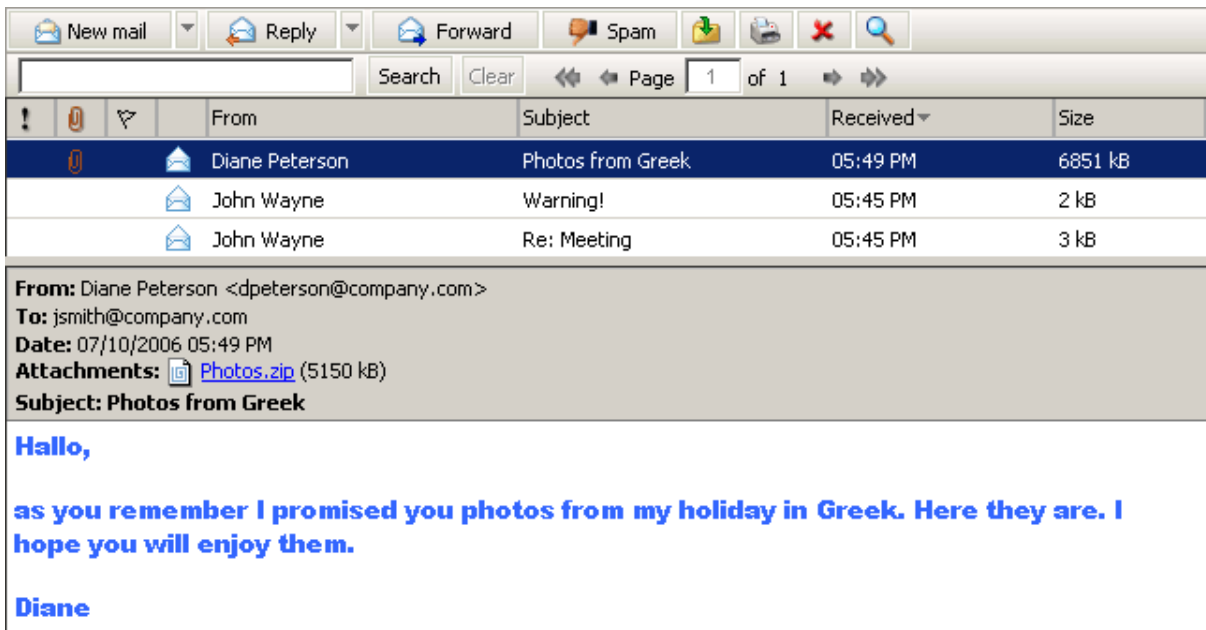 New mail Reply Forward Spam
Search Clear Page 1 of 1
! From Subject Received Size
Diane Peterson Photos from Greek 05:49 PM 6851 kB
John Wayne Warning! 05:45 PM 2 kB
John Wayne Re: Meeting 05:45 PM 3 kB
From: Diane Peterson <dpeterson@company.com>
To: jsmith@company.com
Date: 07/10/2006 05:49 PM
Attachments: Photos.zip (5150 kB)
Subject: Photos from Greek
Hallo,
as you remember I promised you photos from my holiday in Greek. Here they are. I
hope you will enjoy them.
Diane